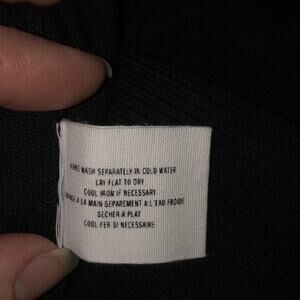 HAND WASH SEPARATELY IN COLD WATER
LAY FLAT TO DRY
COOL IRON IF NECESSARY
A LA MAIN SEPAREMENT A L'EAU FROIDE
SECHER A PLAT
COOL FER SI NECESSAIRE